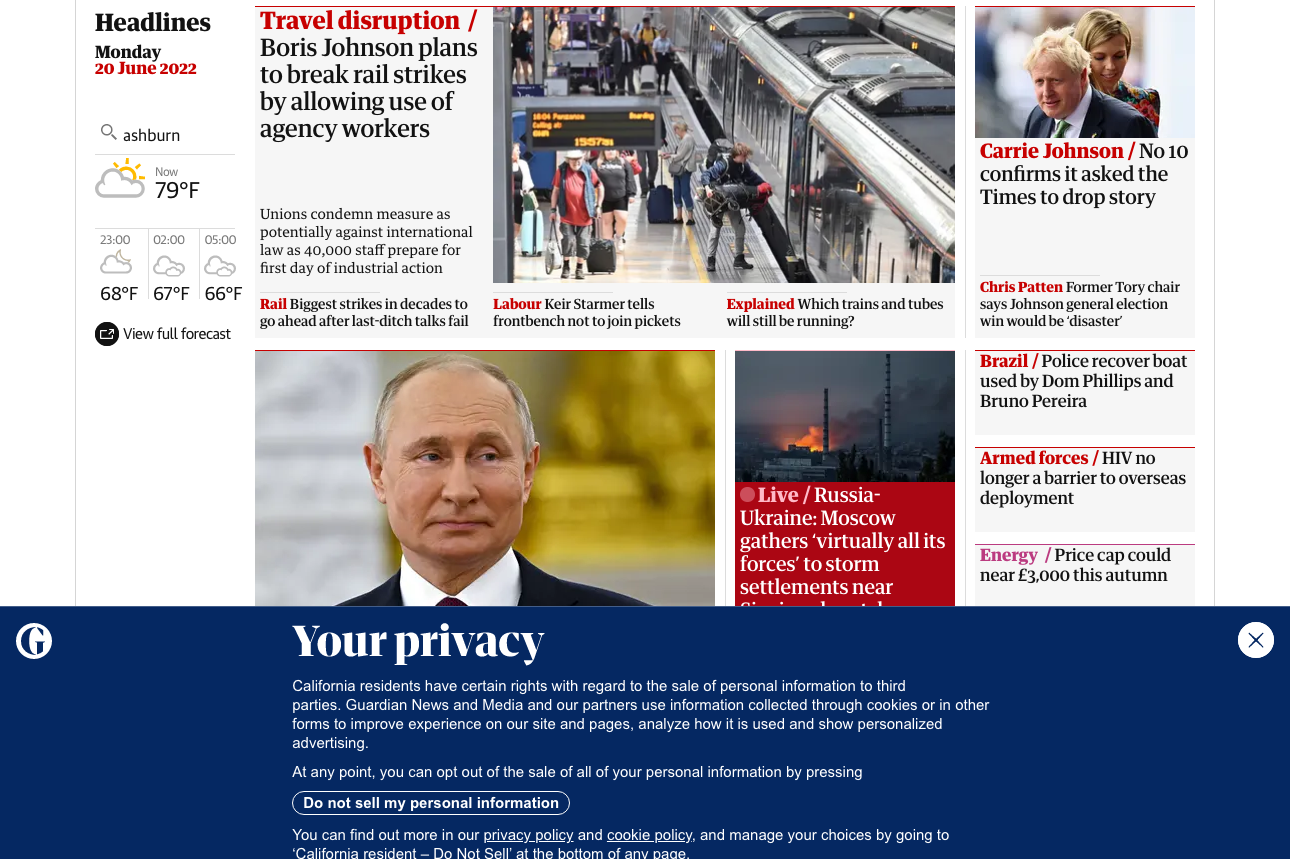 Headlines
Monday
20 June 2022
ashburn
Now
79°F
23:00
02:00
05:00
68°F
67°F
66°F
View full forecast
Travel disruption /
Boris Johnson plans
to break rail strikes
by allowing use of
agency workers
Unions condemn measure as
potentially against international
law as 40,000 staff prepare for
first day of industrial action
Rail Biggest strikes in decades to
go ahead after last-ditch talks fail
Labour Keir Starmer tells
frontbench not to join pickets
Explained Which trains and tubes
will still be running?
Carrie Johnson / No 10
confirms it asked the
Times to drop story
Chris Patten Former Tory chair
says Johnson general election
win would be ‘disaster’
Live / Russia-
Ukraine: Moscow
gathers ‘virtually all its
forces’ to storm
settlements near
Brazil / Police recover boat
used by Dom Phillips and
Bruno Pereira
Armed forces / HIV no
longer a barrier to overseas
deployment
Energy / Price cap could
near £3,000 this autumn
Your privacy
California residents have certain rights with regard to the sale of personal information to third
parties. Guardian News and Media and our partners use information collected through cookies or in other
forms to improve experience on our site and pages, analyze how it is used and show personalized
advertising.
At any point, you can opt out of the sale of all of your personal information by pressing
Do not sell my personal information
You can find out more in our privacy policy and cookie policy, and manage your choices by going to
‘California resident – Do Not Sell’ at the bottom of any page.